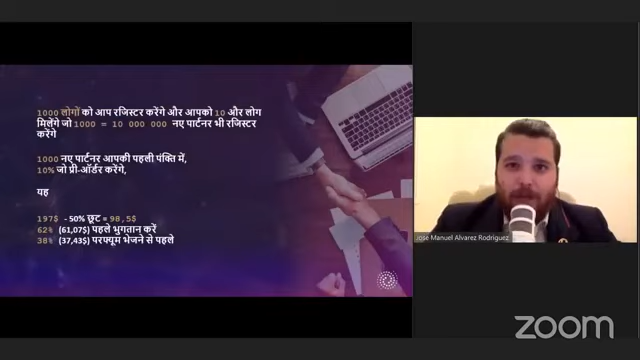 1000 लोगों को आप रजिस्टर करेंगे और आपको 10 और लोग
मिलेंगे जो 1000 = 10 000 000 नए पार्टनर भी रजिस्टर
करेंगे
1000 नए पार्टनर आपकी पहली पंक्ति में,
10% जो प्री-ऑर्डर करेंगे,
यह
197$ - 50% छूट = 98,5$
62% (61,07$) पहले भुगतान करें
38% (37,43$) परफ्यूम भेजने से पहले
Jose Manuel Alvarez Rodriguez
zoom